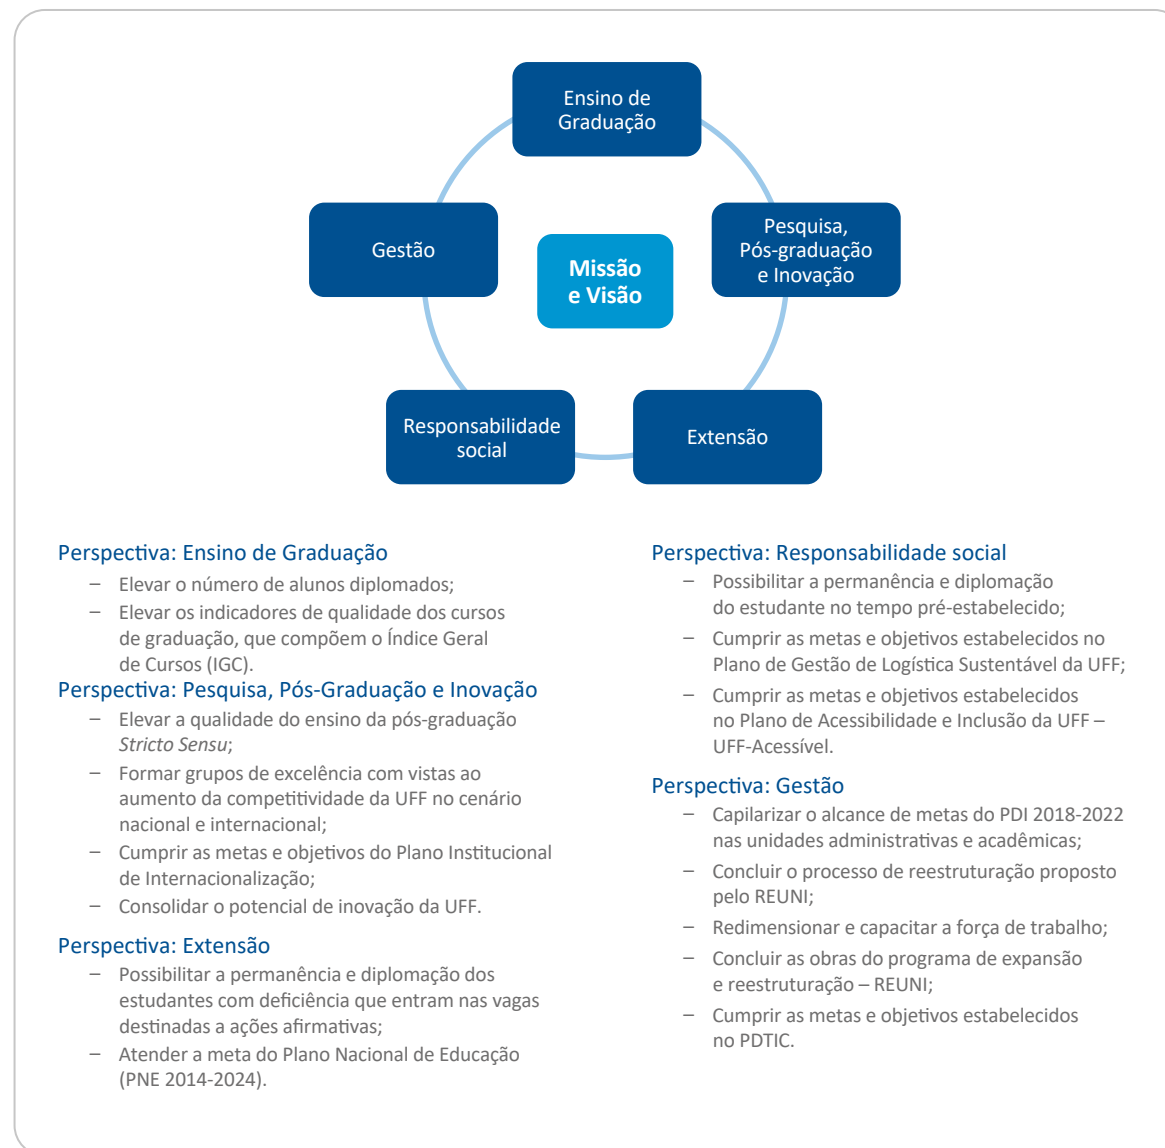 Ensino de
Graduação
Gestão
Pesquisa,
Pós-graduação
e Inovação
Missão
e Visão
Responsabilidade
social
Extensão
Perspectiva: Ensino de Graduação
– Elevar o número de alunos diplomados;
– Elevar os indicadores de qualidade dos cursos
de graduação, que compõem o Índice Geral
de Cursos (IGC).
Perspectiva: Pesquisa, Pós-Graduação e Inovação
– Elevar a qualidade do ensino da pós-graduação
Stricto Sensu;
– Formar grupos de excelência com vistas ao
aumento da competitividade da UFF no cenário
nacional e internacional;
– Cumprir as metas e objetivos do Plano Institucional
de Internacionalização;
– Consolidar o potencial de inovação da UFF.
Perspectiva: Extensão
– Possibilitar a permanência e diplomação dos
estudantes com deficiência que entram nas vagas
destinadas a ações afirmativas;
– Atender a meta do Plano Nacional de Educação
(PNE 2014-2024).
Perspectiva: Responsabilidade social
– Possibilitar a permanência e diplomação
do estudante no tempo pré-estabelecido;
– Cumprir as metas e objetivos estabelecidos no
Plano de Gestão de Logística Sustentável da UFF;
– Cumprir as metas e objetivos estabelecidos
no Plano de Acessibilidade e Inclusão da UFF –
UFF-Acessível.
Perspectiva: Gestão
– Capilarizar o alcance de metas do PDI 2018-2022
nas unidades administrativas e acadêmicas;
– Concluir o processo de reestruturação proposto
pelo REUNI;
– Redimensionar e capacitar a força de trabalho;
– Concluir as obras do programa de expansão
e reestruturação – REUNI;
– Cumprir as metas e objetivos estabelecidos
no PDTIC.